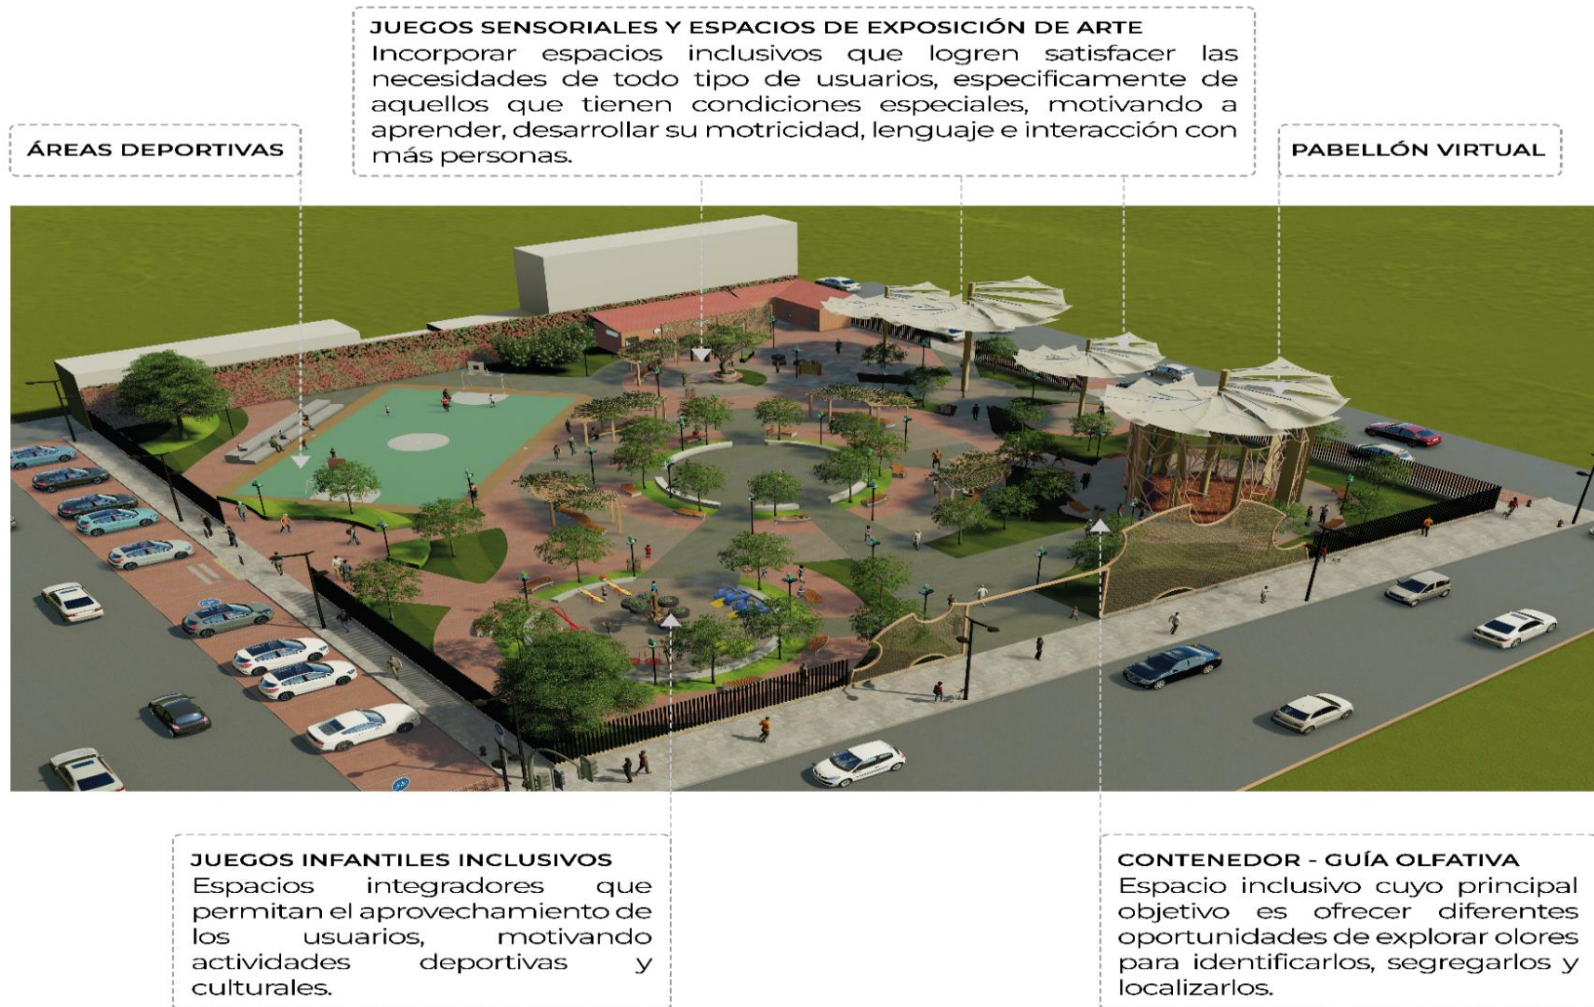 JUEGOS SENSORIALES Y ESPACIOS DE EXPOSICIÓN DE ARTE
Incorporar espacios inclusivos que logren satisfacer las
necesidades de todo tipo de usuarios, especificamente de
aquellos que tienen condiciones especiales, motivando a
aprender, desarrollar su motricidad, lenguaje e interacción con
más personas.
ÁREAS DEPORTIVAS
PABELLÓN VIRTUAL
JUEGOS INFANTILES INCLUSIVOS
Espacios integradores que
permitan el aprovechamiento de
los usuarios, motivando
actividades deportivas y
culturales.
CONTENEDOR - GUÍA OLFATIVA
Espacio inclusivo cuyo principal
objetivo es ofrecer diferentes
oportunidades de explorar olores
para identificarlos, segregarlos y
localizarlos.